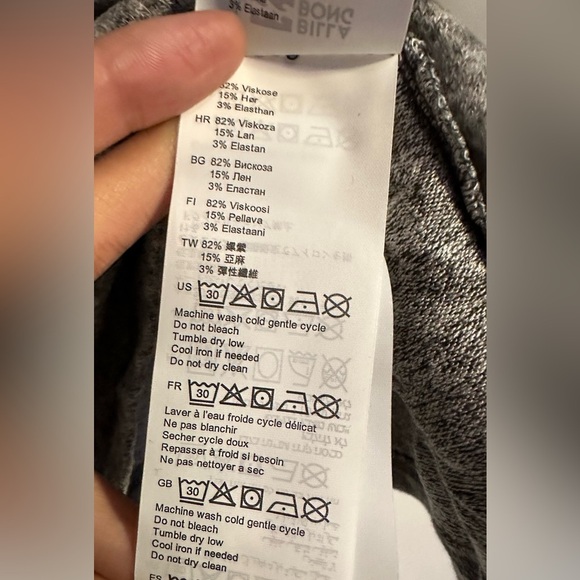 3% Elastaan
BILLA
BONG
82% Viskose
15% Hør
3% Elasthan
HR 82% Viskoza
15% Lan
3% Elastan
BG 82% Вискоза
15% Лен
3% Еластан
FI 82% Viskoosi
15% Pellava
3% Elastaani
TW 82% 嫘縈
15% 亞麻
3% 彈性纖維
US 30
Machine wash cold gentle cycle
Do not bleach
Tumble dry low
Cool iron if needed
Do not dry clean
FR 30
Laver à l'eau froide cycle délicat
Ne pas blanchir
Secher cycle doux
Repasser à froid si besoin
Ne pas nettoyer a sec
GB 30
Machine wash cold gentle cycle
Do not bleach
Tumble dry low
Cool iron if needed
Do not dry clean
ES